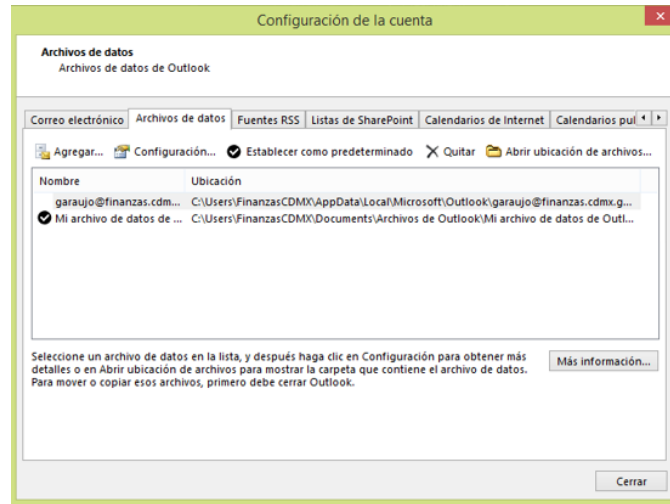 Configuración de la cuenta
Archivos de datos
Archivos de datos de Outlook
Correo electrónico Archivos de datos Fuentes RSS Listas de SharePoint Calendarios de Internet Calendarios pul
Agregar... Configuración... Establecer como predeterminado Quitar Abrir ubicación de archivos...
Nombre Ubicación
garaujo@finanzas.cdm... C:\Users\FinanzasCDMX\AppData\Local\Microsoft\Outlook\garaujo@finanzas.cdmx.g...
Mi archivo de datos de ... C:\Users\FinanzasCDMX\Documents\Archivos de Outlook\Mi archivo de datos de Outl...
Seleccione un archivo de datos en la lista, y después haga clic en Configuración para obtener más
detalles o en Abrir ubicación de archivos para mostrar la carpeta que contiene el archivo de datos.
Para mover o copiar esos archivos, primero debe cerrar Outlook.
Más información...
Cerrar